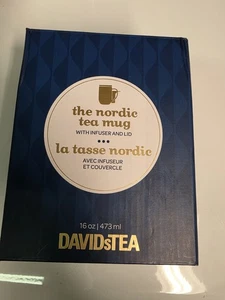 the nordic
tea mug
WITH INFUSER AND LID
•••
la tasse nordic
AVEC INFUSEUR
ET COUVERCLE
16 oz | 473 ml
DAVIDsTEA